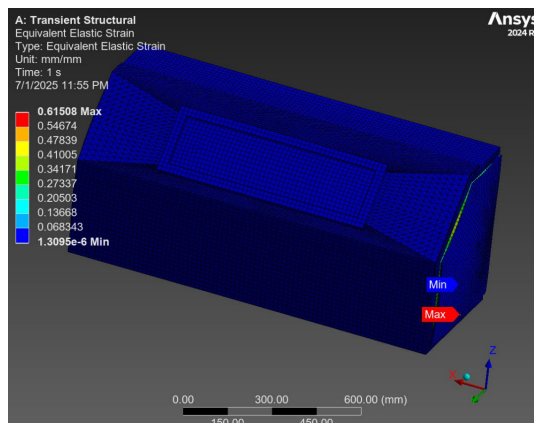 A: Transient Structural
Equivalent Elastic Strain
Type: Equivalent Elastic Strain
Unit: mm/mm
Time: 1 s
7/1/2025 11:55 PM
0.61508 Max
0.54674
0.47839
0.41005
0.34171
0.27337
0.20503
0.13668
0.068343
1.3095e-6 Min
Ansys
2024 R
Min
Max
Z
X
0.00 300.00 600.00 (mm)
150.00 450.00